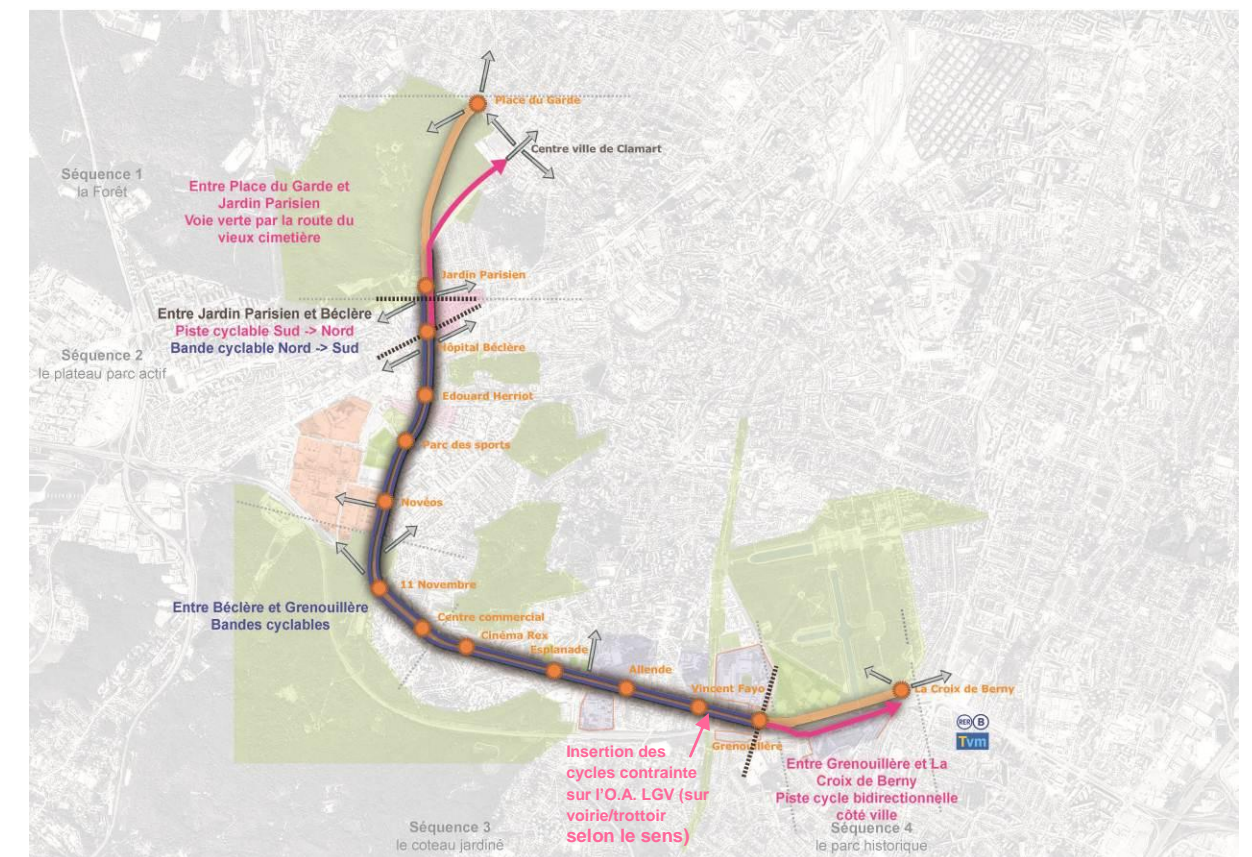 Place du Garde
Centre ville de Clamart
Séquence 1
la Forêt
Entre Place du Garde et
Jardin Parisien
Voie verte par la route du
vieux cimetière
Jardin Parisien
Entre Jardin Parisien et Béclère
Piste cyclable Sud -> Nord
Bande cyclable Nord -> Sud
Hôpital Béclère
Séquence 2
le plateau parc actif
Edouard Herriot
Parc des sports
Novéos
11 Novembre
Entre Béclère et Grenouillère
Bandes cyclables
Centre commercial
Cinéma Rex
Esplanade
Allende
Vincent Fayo
La Croix de Berny
RER B
Tvm
Grenouillère
Insertion des
cycles contrainte
sur l'O.A. LGV (sur
voirie/trottoir
selon le sens)
Entre Grenouillère et La
Croix de Berny
Piste cycle bidirectionnelle
côté ville
Séquence 3
le coteau jardiné
Séquence 4
le parc historique